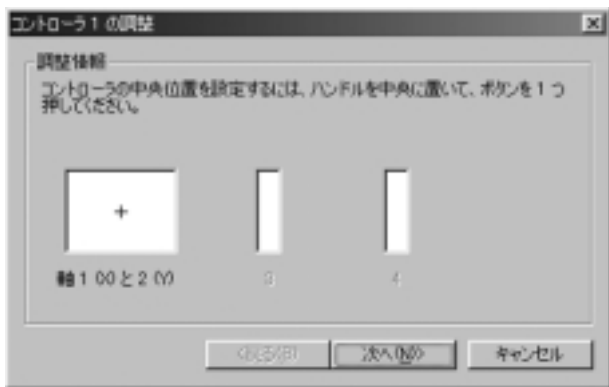 コントローラ 1 の調整
調整情報
コントローラの中央位置を設定するには、ハンドルを中央に置いて、ボタンを 1 つ
押してください。
軸 1 (X) と 2 (Y)
3
4
< 戻る(B)
次へ(N) >
キャンセル